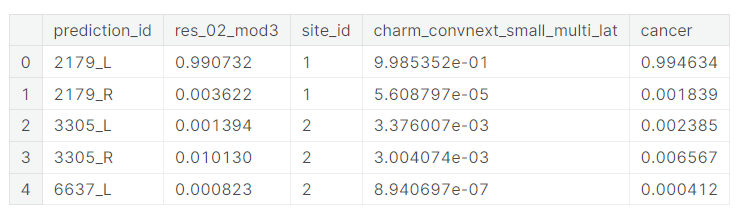 prediction_id res_02_mod3 site_id charm_convnext_small_multi_lat cancer
0 2179_L 0.990732 1 9.985352e-01 0.994634
1 2179_R 0.003622 1 5.608797e-05 0.001839
2 3305_L 0.001394 2 3.376007e-03 0.002385
3 3305_R 0.010130 2 3.004074e-03 0.006567
4 6637_L 0.000823 2 8.940697e-07 0.000412